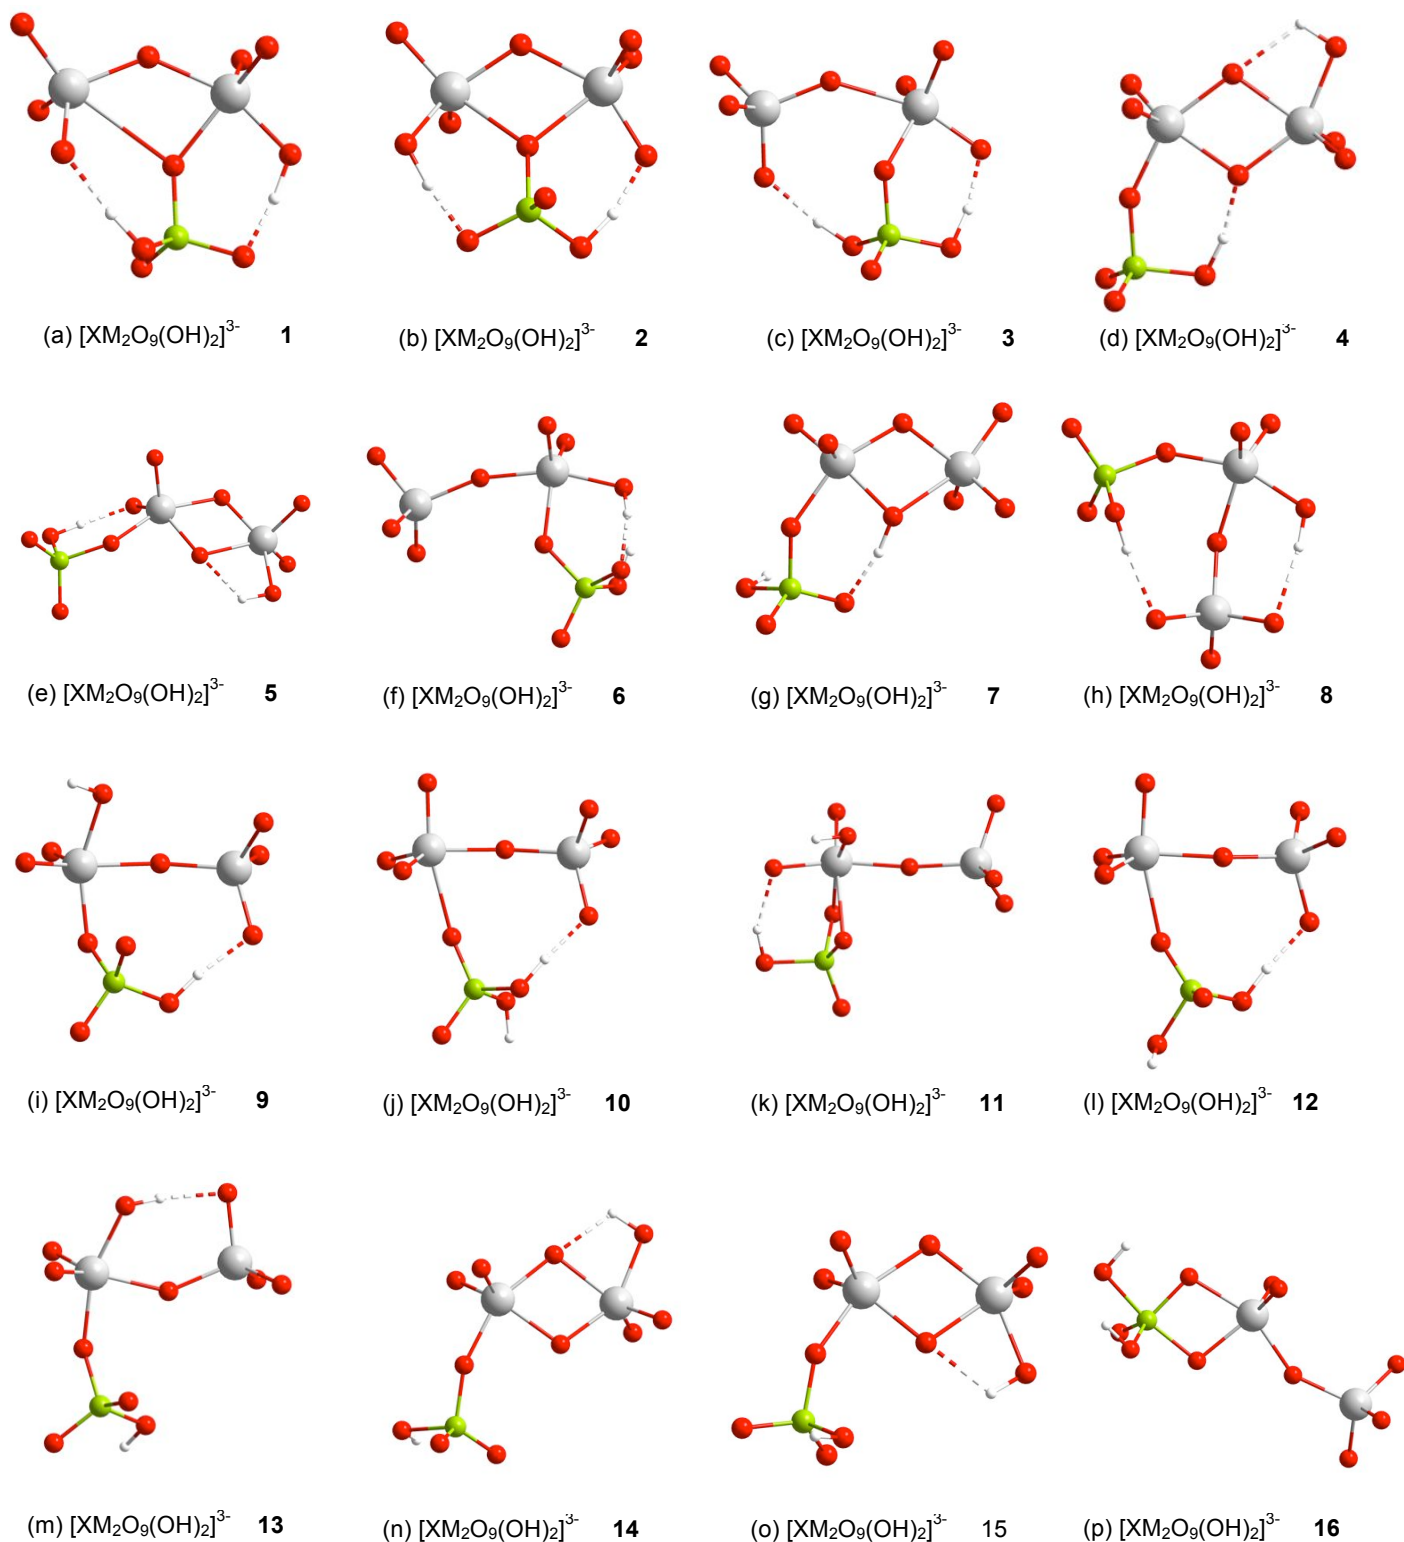 (a) [XM₂O₉(OH)₂]³⁻ 1
(b) [XM₂O₉(OH)₂]³⁻ 2
(c) [XM₂O₉(OH)₂]³⁻ 3
(d) [XM₂O₉(OH)₂]³⁻ 4
(e) [XM₂O₉(OH)₂]³⁻ 5
(f) [XM₂O₉(OH)₂]³⁻ 6
(g) [XM₂O₉(OH)₂]³⁻ 7
(h) [XM₂O₉(OH)₂]³⁻ 8
(i) [XM₂O₉(OH)₂]³⁻ 9
(j) [XM₂O₉(OH)₂]³⁻ 10
(k) [XM₂O₉(OH)₂]³⁻ 11
(l) [XM₂O₉(OH)₂]³⁻ 12
(m) [XM₂O₉(OH)₂]³⁻ 13
(n) [XM₂O₉(OH)₂]³⁻ 14
(o) [XM₂O₉(OH)₂]³⁻ 15
(p) [XM₂O₉(OH)₂]³⁻ 16